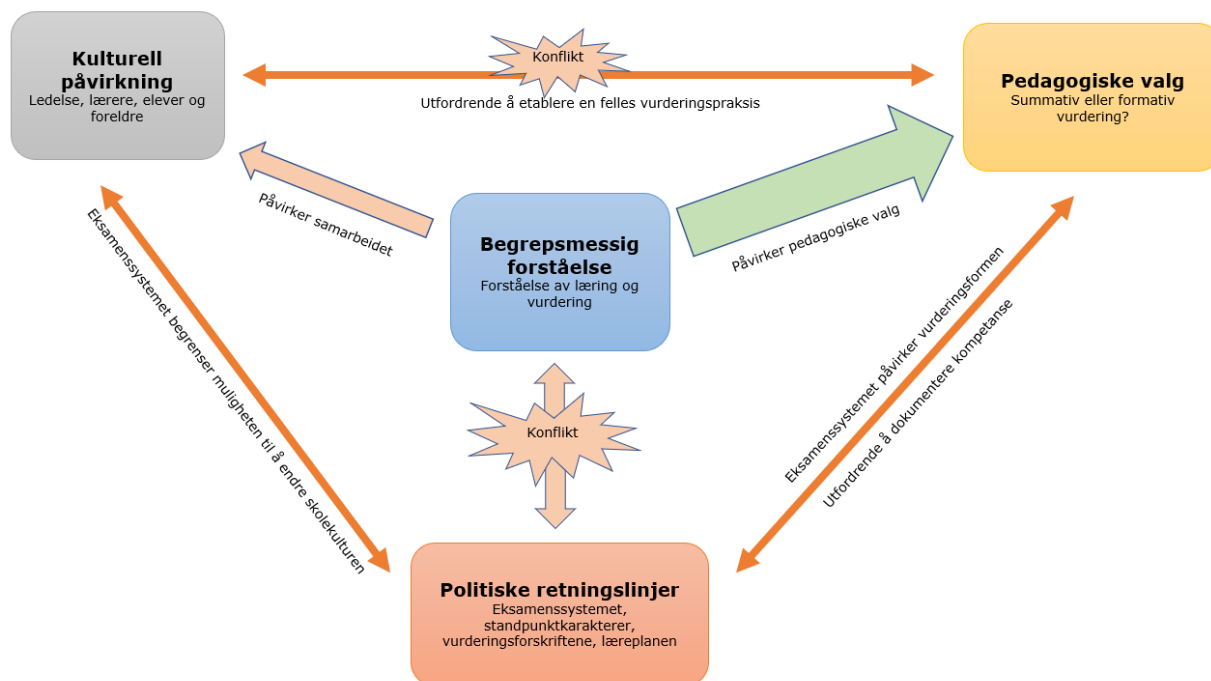 Kulturell
påvirkning
Ledelse, lærere, elever og
foreldre
Konflikt
Utfordrende å etablere en felles vurderingspraksis
Pedagogiske valg
Summativ eller formativ
vurdering?
Påvirker samarbeidet
Begrepsmessig
forståelse
Forståelse av læring og
vurdering
Påvirker pedagogiske valg
Eksamenssystemet begrenser muligheten til å endre skolekulturen
Konflikt
Eksamenssystemet påvirker vurderingsformen
Utfordrende å dokumentere kompetanse
Politiske retningslinjer
Eksamenssystemet,
standpunktkarakterer,
vurderingsforskriftene, læreplanen